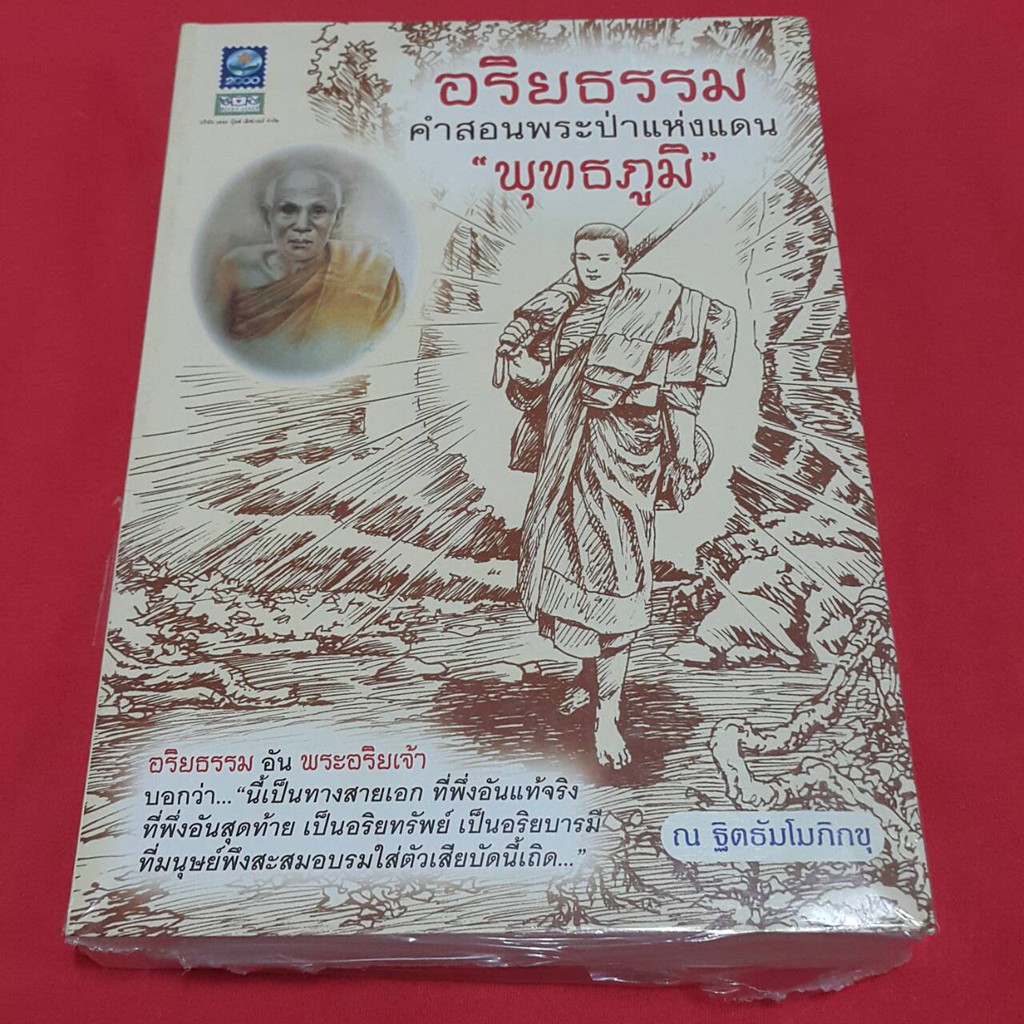 2500
อริยธรรม
คำสอนพระป่าแห่งแดน
“พุทธภูมิ”
อริยธรรม อัน พระอริยเจ้า
บอกว่า...“นี้เป็นทางสายเอก ที่พึ่งอันแท้จริง
ที่พึ่งอันสุดท้าย เป็นอริยทรัพย์ เป็นอริยบารมี
ที่มนุษย์พึงสะสมอบรมใส่ตัวเสียบัดนี้เถิด...”
ณ ฐิตธัมโมภิกขุ